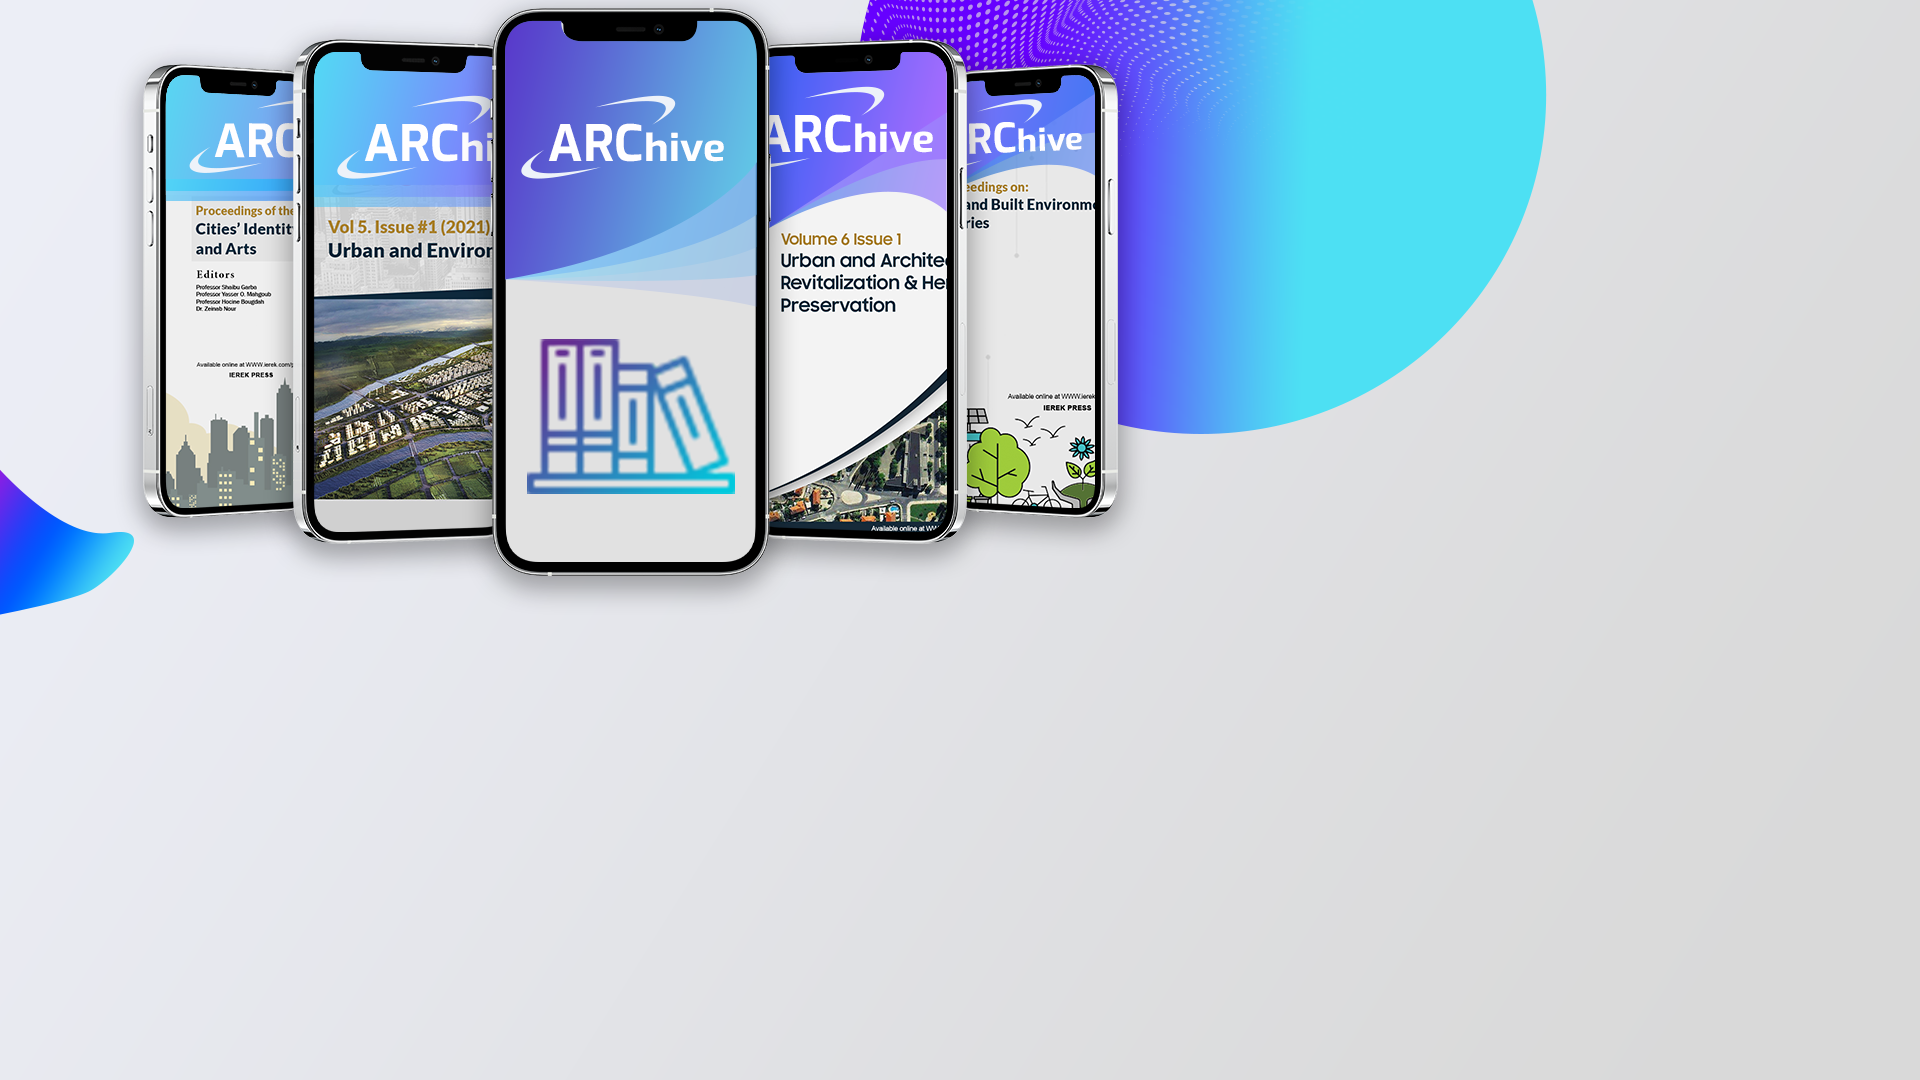 ARC
Proceedings of the
Cities' Identit
and Arts
Editors
Professor Shaibu Garba
Professor Yasser O. Mahgoub
Professor Hocine Bougdah
Dr. Zeinab Nour
Available online at WWW.ierek.com/p
IEREK PRESS
ARChi
Vol 5. Issue #1 (2021),
Urban and Enviror
ARChive
ARChive
Volume 6 Issue 1
Urban and Architec
Revitalization & Her
Preservation
Available online at WW
RChive
eedings on:
and Built Environme
ries
Available online at WWW.ierek
IEREK PRESS